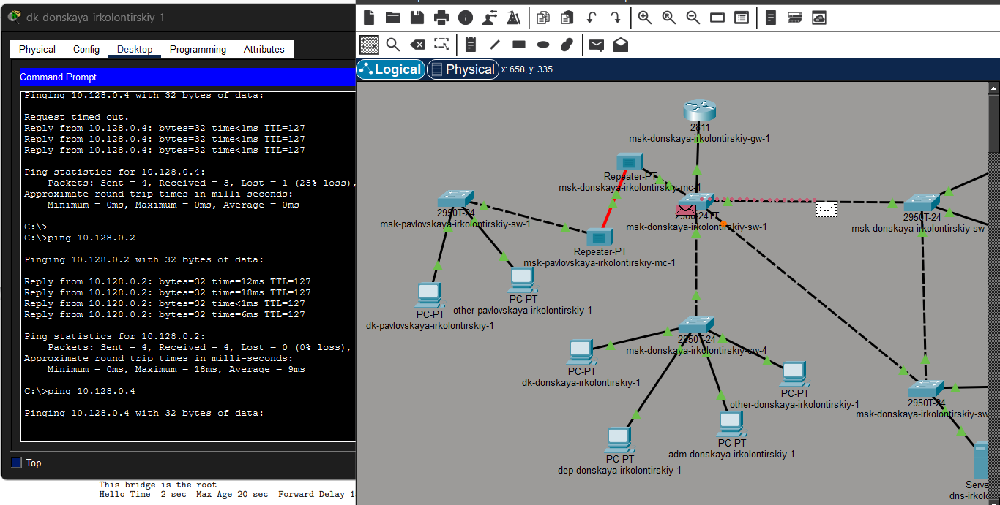 dk-donskaya-irkolontirskiy-1
Physical Config Desktop Programming Attributes
Command Prompt
Pinging 10.128.0.4 with 32 bytes of data:
Request timed out.
Reply from 10.128.0.4: bytes=32 time<1ms TTL=127
Reply from 10.128.0.4: bytes=32 time<1ms TTL=127
Reply from 10.128.0.4: bytes=32 time<1ms TTL=127
Ping statistics for 10.128.0.4:
Packets: Sent = 4, Received = 3, Lost = 1 (25% loss),
Approximate round trip times in milli-seconds:
Minimum = 0ms, Maximum = 0ms, Average = 0ms
C:\>
C:\>ping 10.128.0.2
Pinging 10.128.0.2 with 32 bytes of data:
Reply from 10.128.0.2: bytes=32 time=12ms TTL=127
Reply from 10.128.0.2: bytes=32 time=18ms TTL=127
Reply from 10.128.0.2: bytes=32 time<1ms TTL=127
Reply from 10.128.0.2: bytes=32 time=6ms TTL=127
Ping statistics for 10.128.0.2:
Packets: Sent = 4, Received = 4, Lost = 0 (0% loss),
Approximate round trip times in milli-seconds:
Minimum = 0ms, Maximum = 18ms, Average = 9ms
C:\>ping 10.128.0.4
Pinging 10.128.0.4 with 32 bytes of data:
Top
This bridge is the root
Hello Time 2 sec Max Age 20 sec Forward Delay 1
Logical Physical x: 658, y: 335
2811
msk-donskaya-irkolontirskiy-gw-1
Repeater-PT
msk-donskaya-irkolontirskiy-mc-1
2950T-24
msk-pavlovskaya-irkolontirskiy-sw-1
msk-donskaya-irkolontirskiy-sw-1
2950T-24
msk-donskaya-irkolontirskiy-sw-
Repeater-PT
msk-pavlovskaya-irkolontirskiy-mc-1
PC-PT
other-pavlovskaya-irkolontirskiy-1
PC-PT
dk-pavlovskaya-irkolontirskiy-1
2950T-24
msk-donskaya-irkolontirskiy-sw-4
PC-PT
dk-donskaya-irkolontirskiy-1
PC-PT
other-donskaya-irkolontirskiy-1
2950T-24
msk-donskaya-irkolontirskiy-sw
PC-PT
adm-donskaya-irkolontirskiy-1
PC-PT
dep-donskaya-irkolontirskiy-1
Serve
dns-irkolo